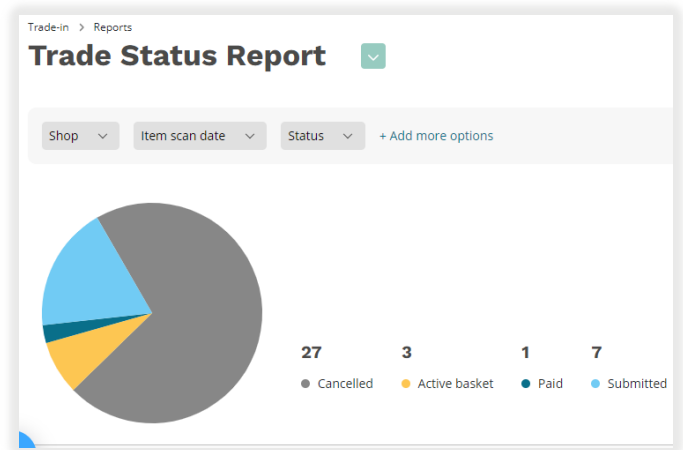 Trade-in > Reports
Trade Status Report
Shop Item scan date Status + Add more options
27 3 1 7
Cancelled Active basket Paid Submitted